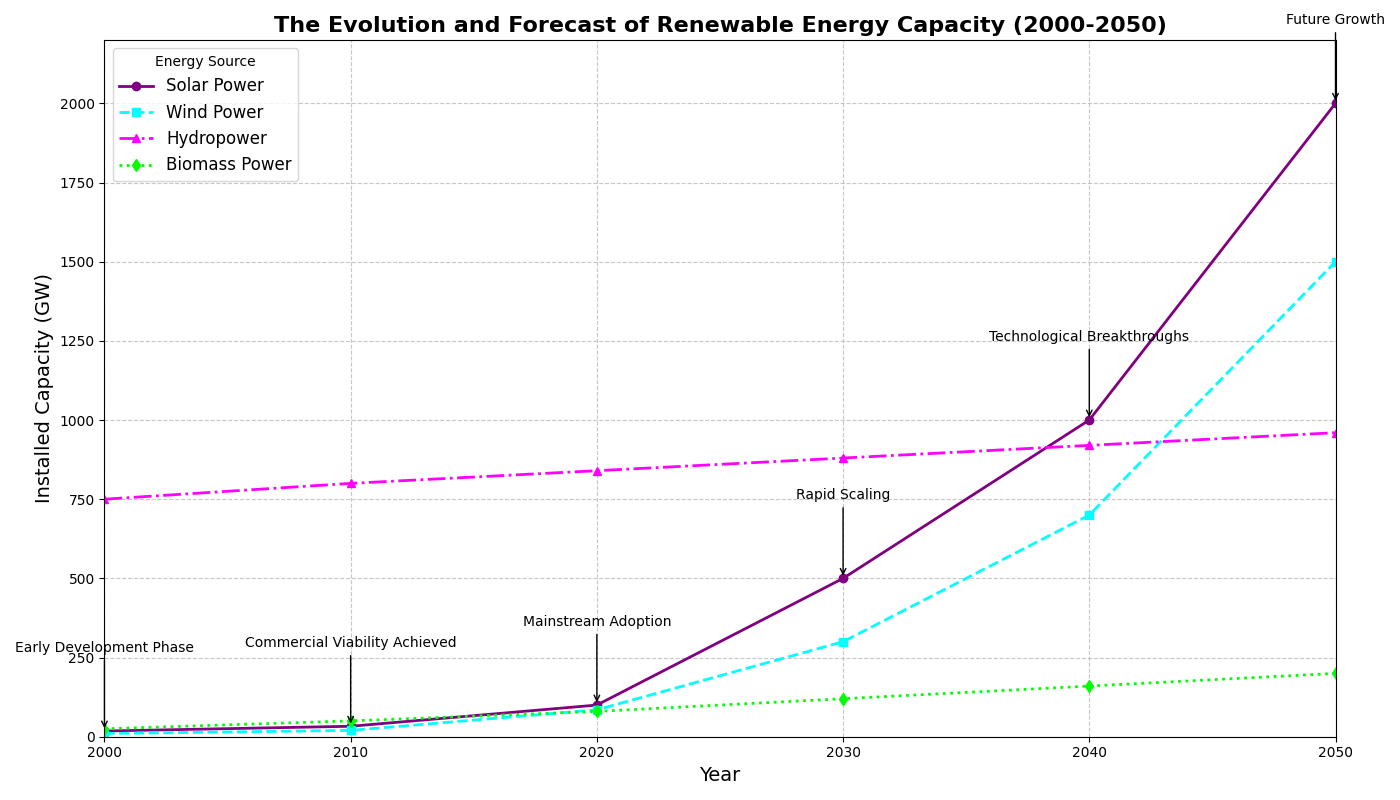 The Evolution and Forecast of Renewable Energy Capacity (2000-2050)
Future Growth
Energy Source
Solar Power
Wind Power
Hydropower
Biomass Power
Installed Capacity (GW)
2000
1750
1500
1250
1000
750
500
250
0
Technological Breakthroughs
Rapid Scaling
Mainstream Adoption
Commercial Viability Achieved
Early Development Phase
2000 2010 2020 2030 2040 2050
Year